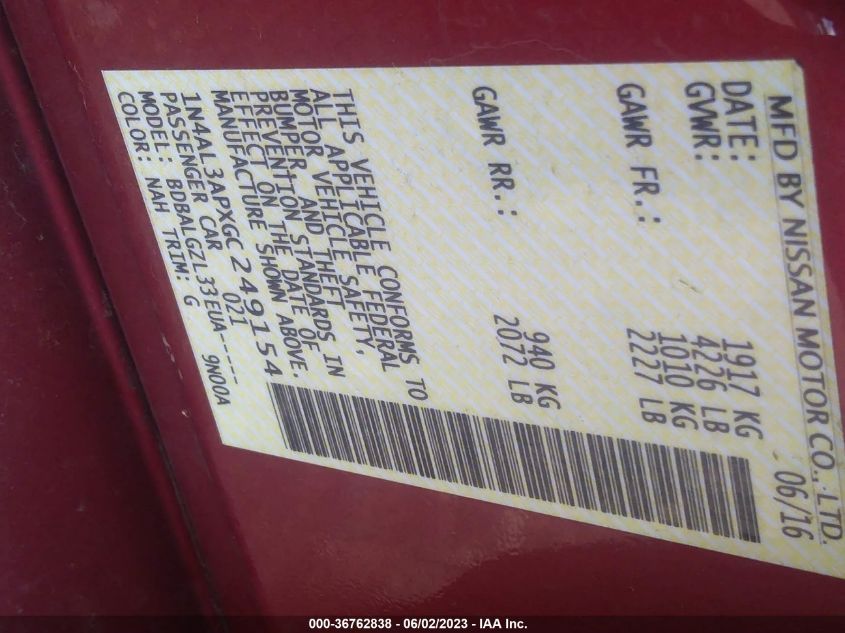 MFD BY NISSAN MOTOR CO., LTD.
DATE: 06/16
GVWR: 1917 KG
4226 LB
GAWR FR.: 1010 KG
2227 LB
GAWR RR.: 940 KG
2072 LB
THIS VEHICLE CONFORMS TO
ALL APPLICABLE FEDERAL
MOTOR VEHICLE SAFETY,
BUMPER, AND THEFT
PREVENTION STANDARDS IN
EFFECT ON THE DATE OF
MANUFACTURE SHOWN ABOVE.
1N4AL3APXGC249154
PASSENGER CAR 021
MODEL: BDBALGZL33EUA-----
COLOR: NAH TRIM: G 9N00A
000-36762838 - 06/02/2023 - IAA Inc.